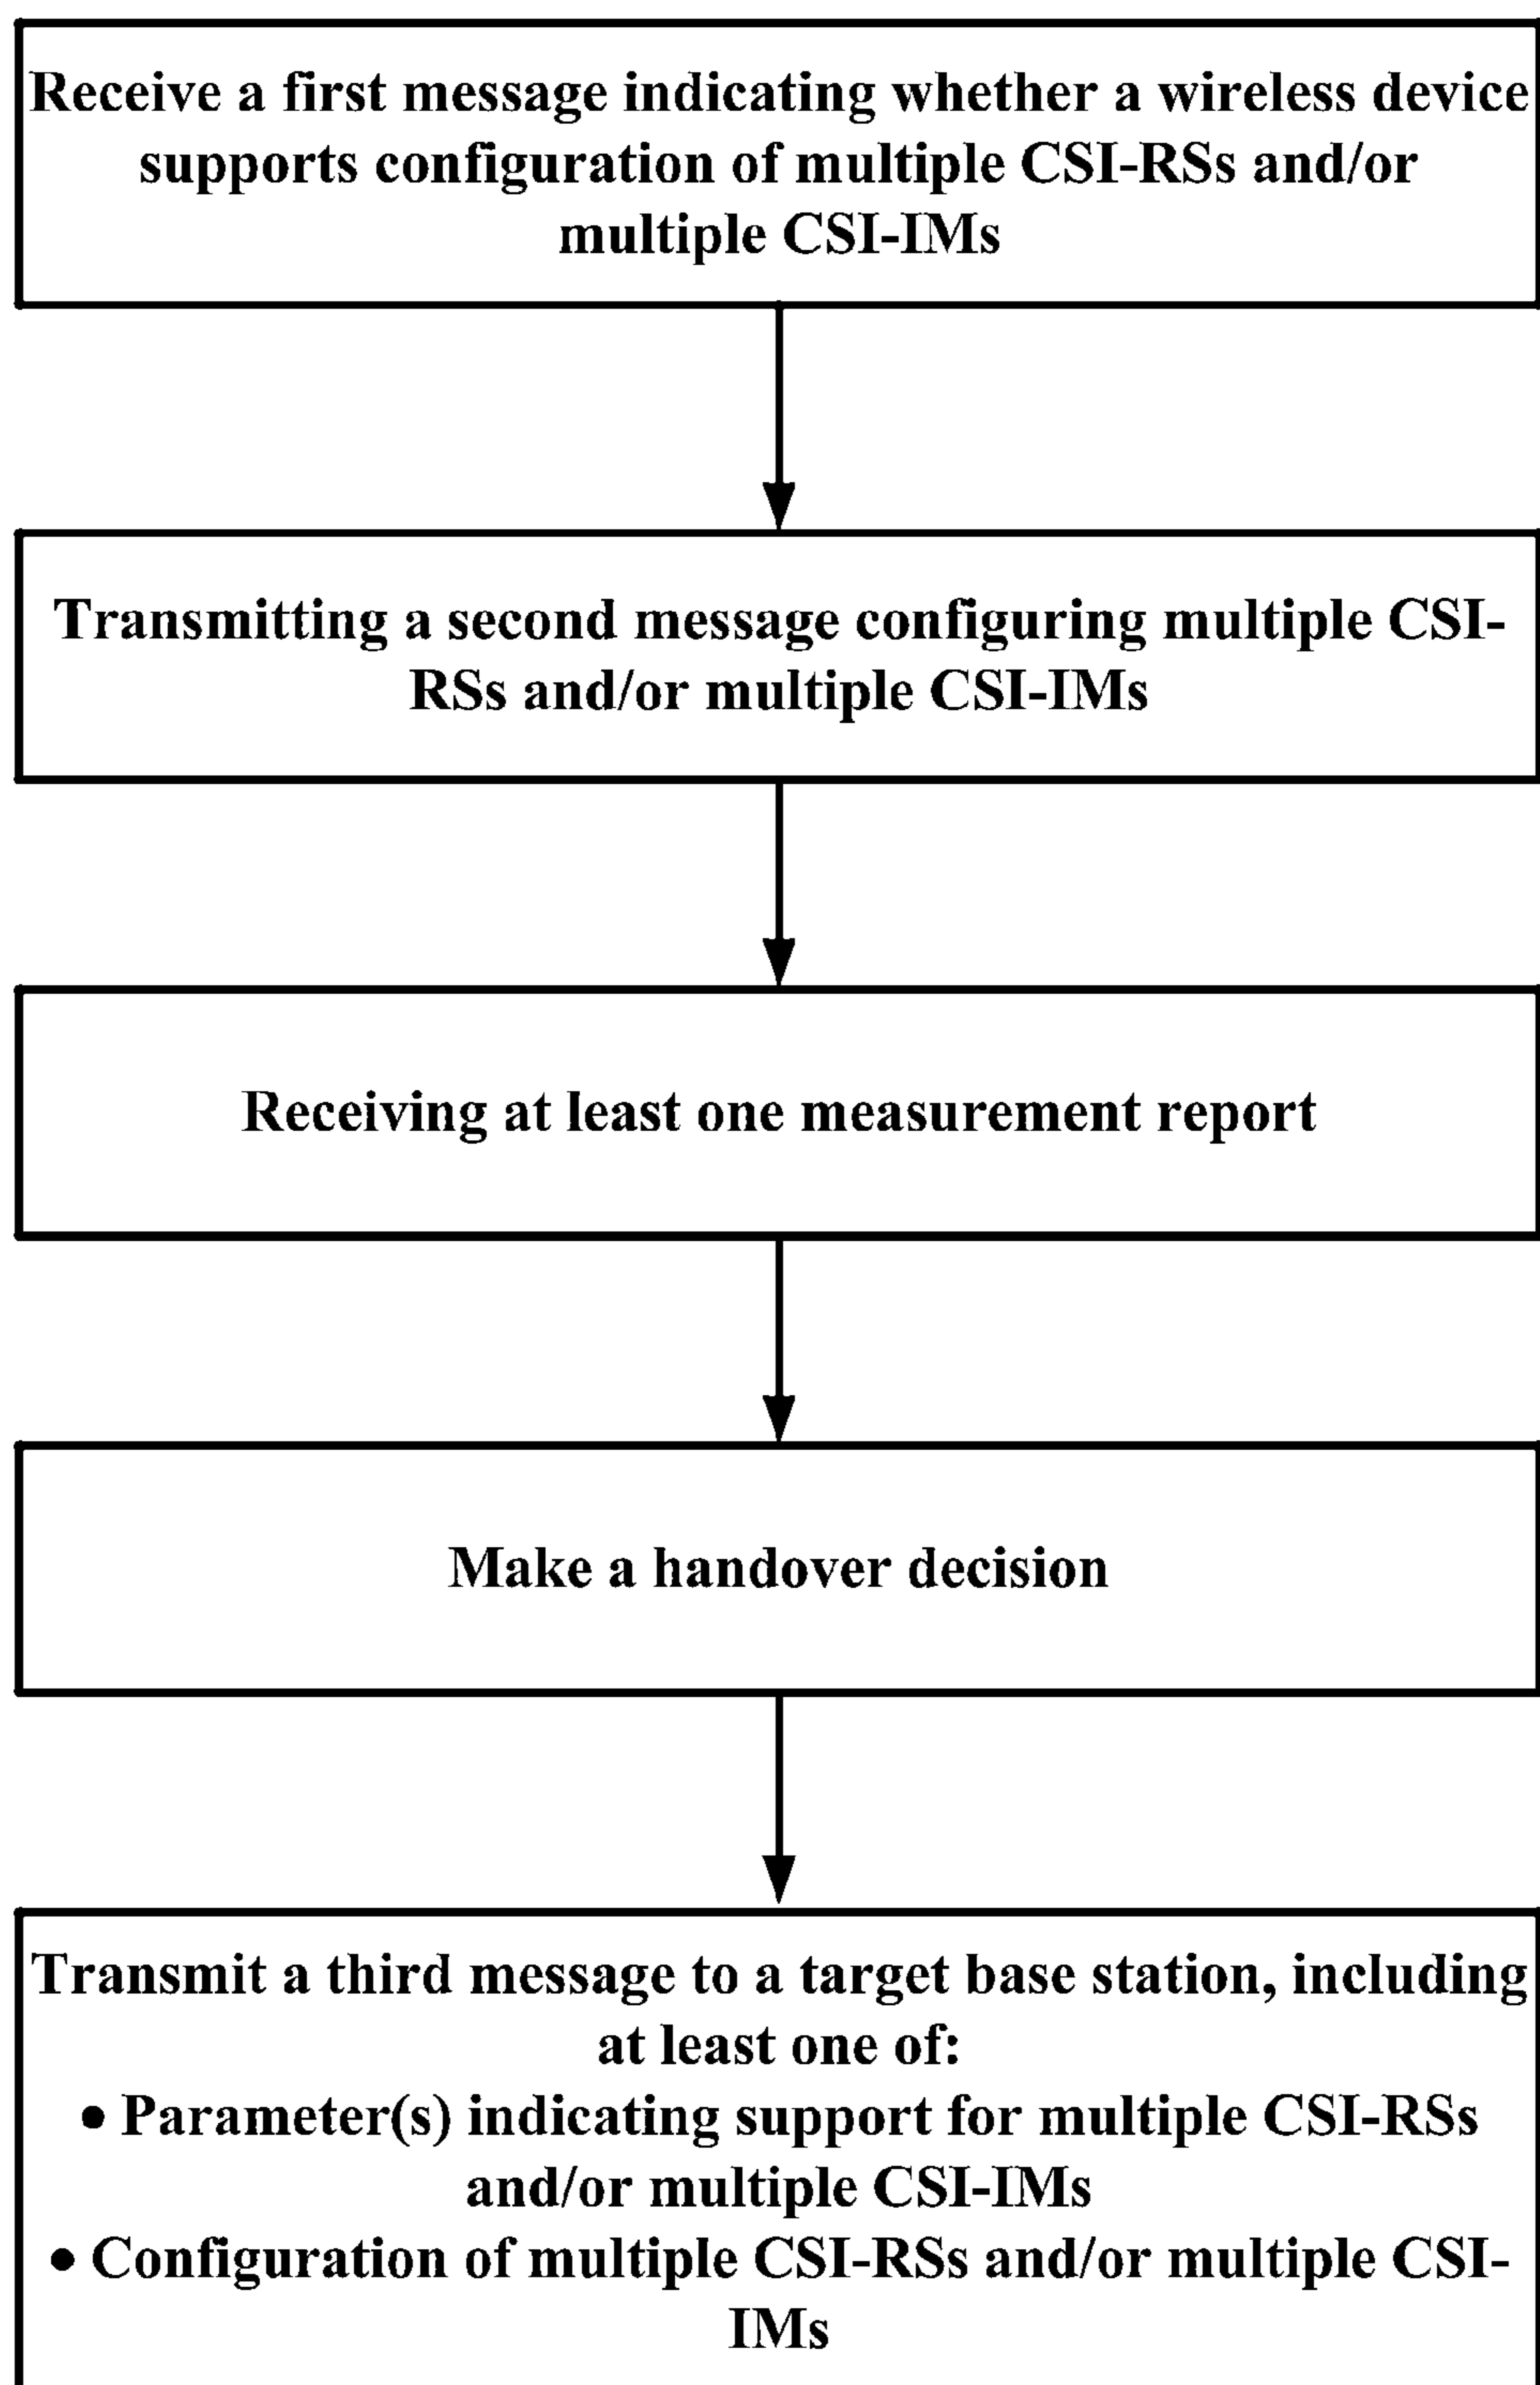 Receive a first message indicating whether a wireless device
supports configuration of multiple CSI-RSs and/or
multiple CSI-IMs
Transmitting a second message configuring multiple CSI-
RSs and/or multiple CSI-IMs
Receiving at least one measurement report
Make a handover decision
Transmit a third message to a target base station, including
at least one of:
• Parameter(s) indicating support for multiple CSI-RSs
and/or multiple CSI-IMs
• Configuration of multiple CSI-RSs and/or multiple CSI-
IMs